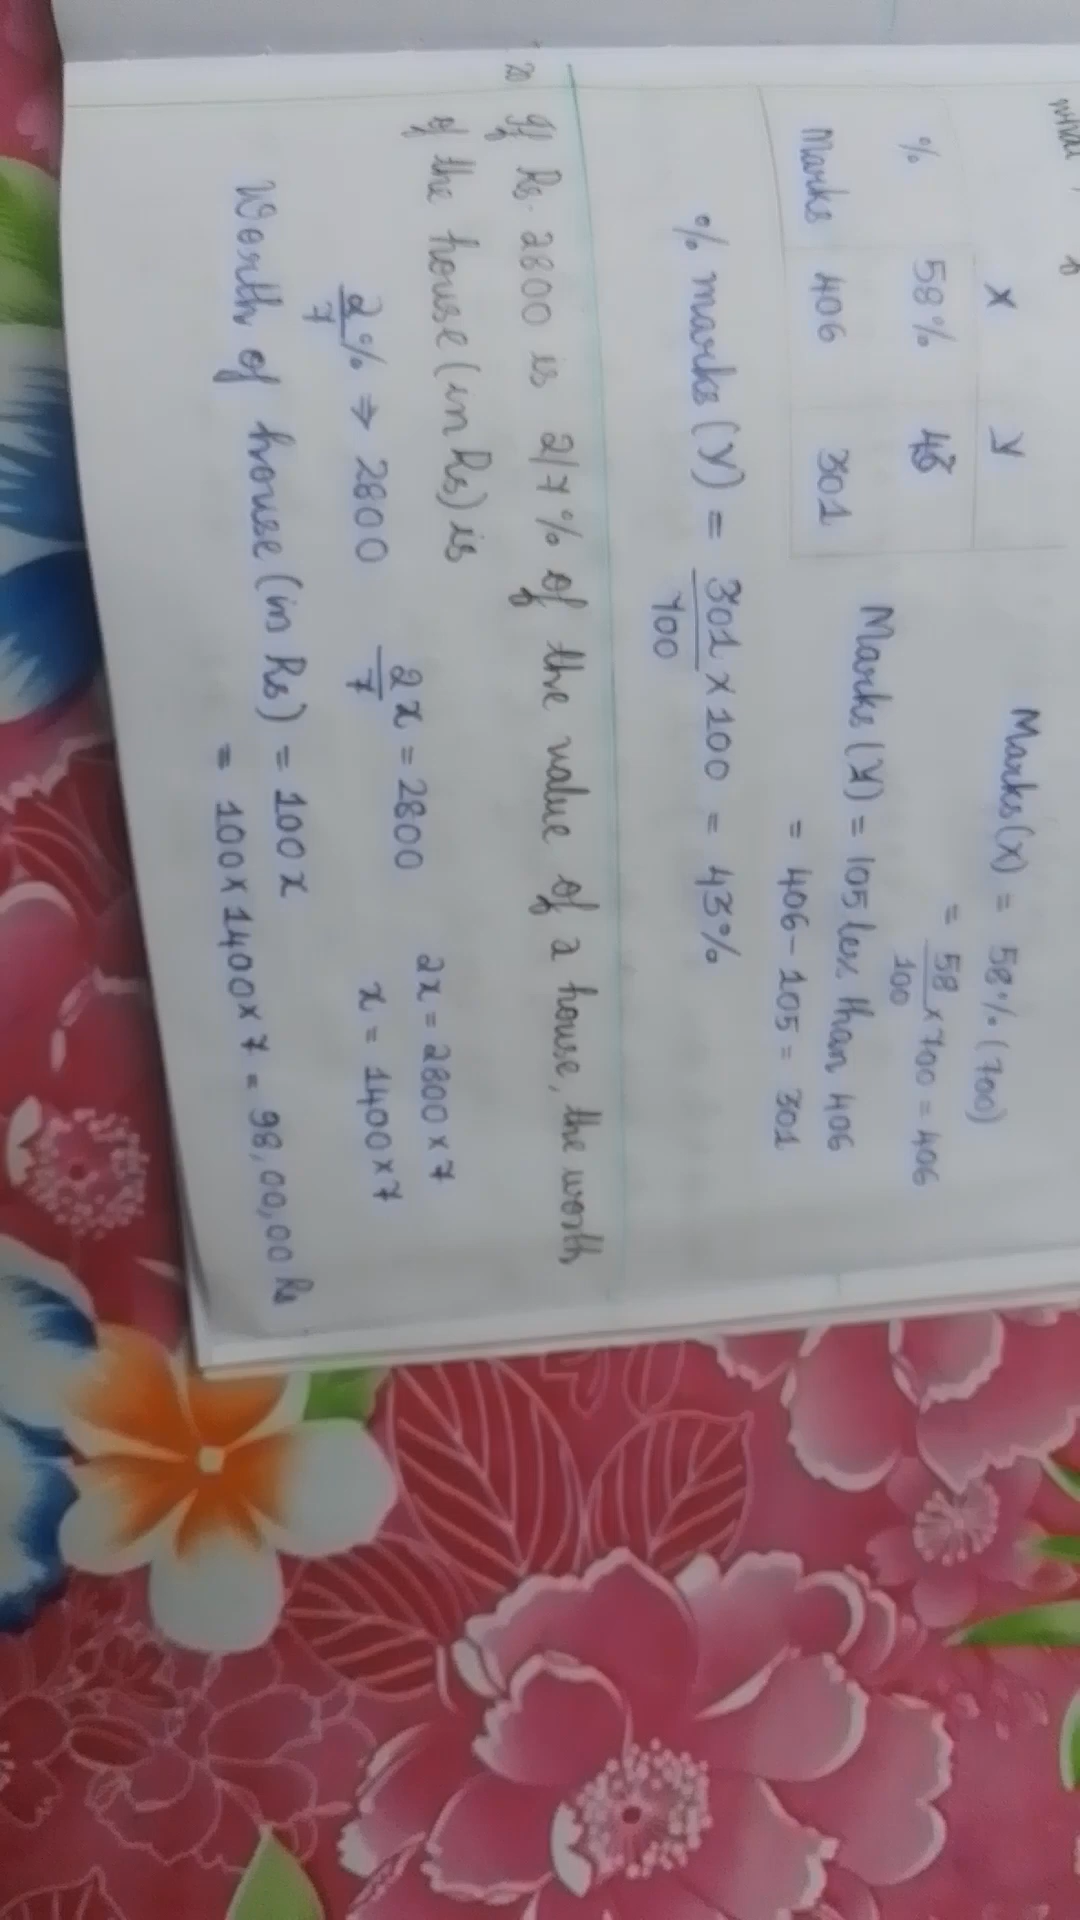 X Y
% 58% 43
Marks 406 301
Marks(X) = 58% (700)
= 58/100 x 700 = 406
Marks (Y) = 105 less than 406
= 406 - 105 = 301
% marks (Y) = 301/700 x 100 = 43%
20 If Rs. 2800 is 2/7% of the value of a house, the worth
of the house (in Rs) is
2/7 % ⇒ 2800 2/7 x = 2800 2x = 2800 x 7
x = 1400 x 7
Worth of house (in Rs) = 100 x
= 100 x 1400 x 7 = 98,00,00 Rs